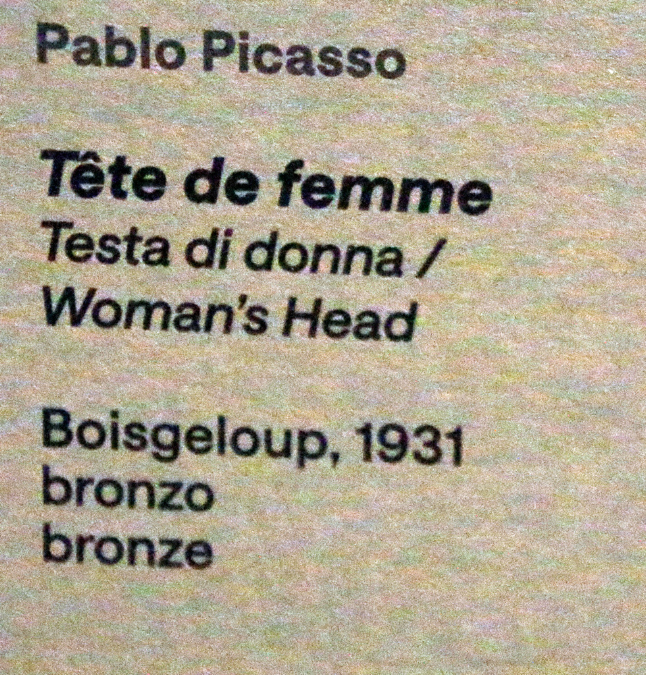 Pablo Picasso
Tête de femme
Testa di donna /
Woman's Head
Boisgeloup, 1931
bronzo
bronze